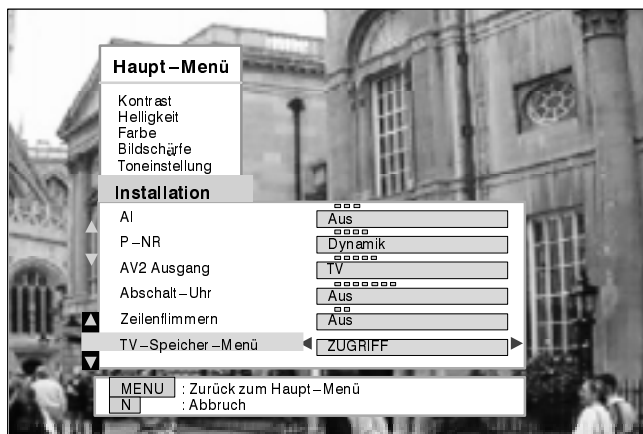 Haupt–Menü
Kontrast
Helligkeit
Farbe
Bildschärfe
Toneinstellung
Installation
AI Aus
P–NR Dynamik
AV2 Ausgang TV
Abschalt–Uhr Aus
Zeilenflimmern Aus
TV–Speicher–Menü ZUGRIFF
MENU : Zurück zum Haupt–Menü
N : Abbruch